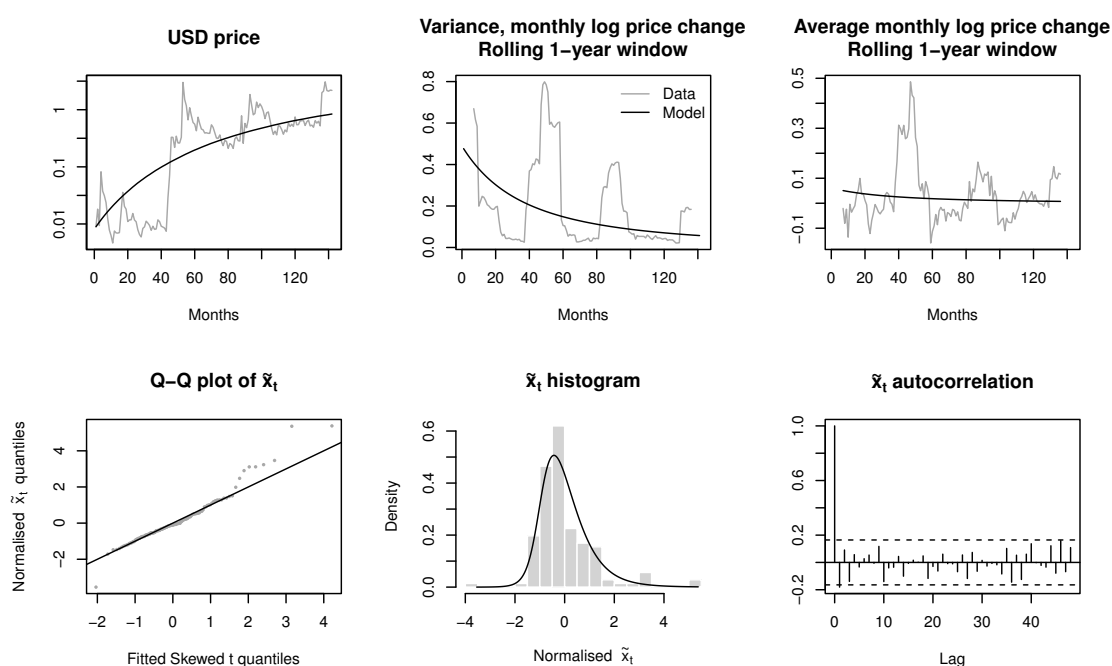 USD price
1
0.1
0.01
0 20 40 60 80 120
Months
Variance, monthly log price change
Rolling 1−year window
0.8
0.6
0.4
0.2
0.0
Data
Model
0 20 40 60 80 120
Months
Average monthly log price change
Rolling 1−year window
0.5
0.3
0.1
−0.1
0 20 40 60 80 120
Months
Q−Q plot of x̃t
Normalised x̃t quantiles
4
2
0
−2
−2 −1 0 1 2 3 4
Fitted Skewed t quantiles
x̃t histogram
Density
0.6
0.4
0.2
0.0
−4 −2 0 2 4
Normalised x̃t
x̃t autocorrelation
1.0
0.6
0.2
−0.2
0 10 20 30 40
Lag